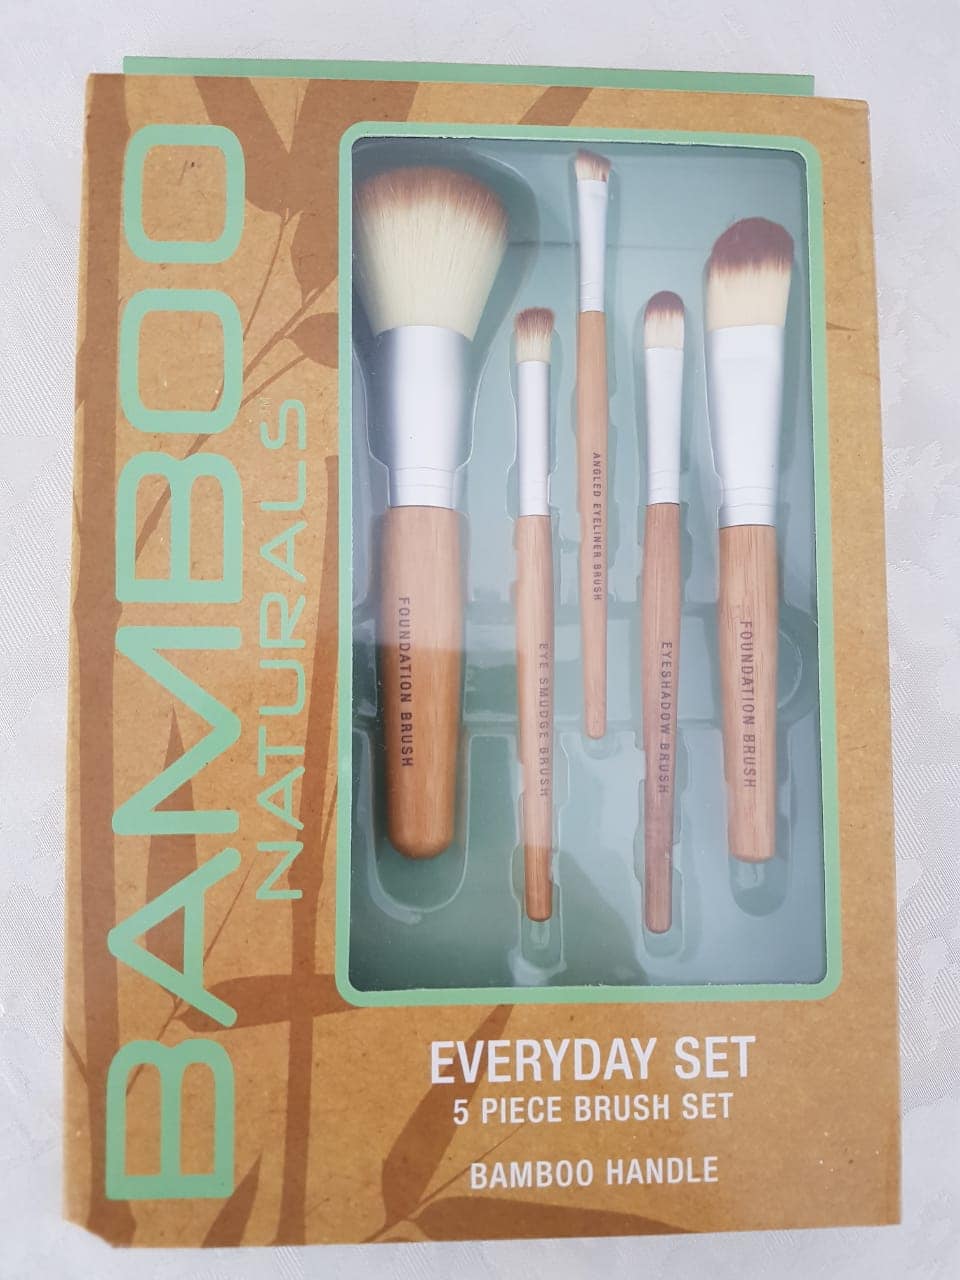 BAMBOO
NATURALS™
FOUNDATION BRUSH
EYE SMUDGE BRUSH
ANGLED EYELINER BRUSH
EYESHADOW BRUSH
FOUNDATION BRUSH
EVERYDAY SET
5 PIECE BRUSH SET
BAMBOO HANDLE